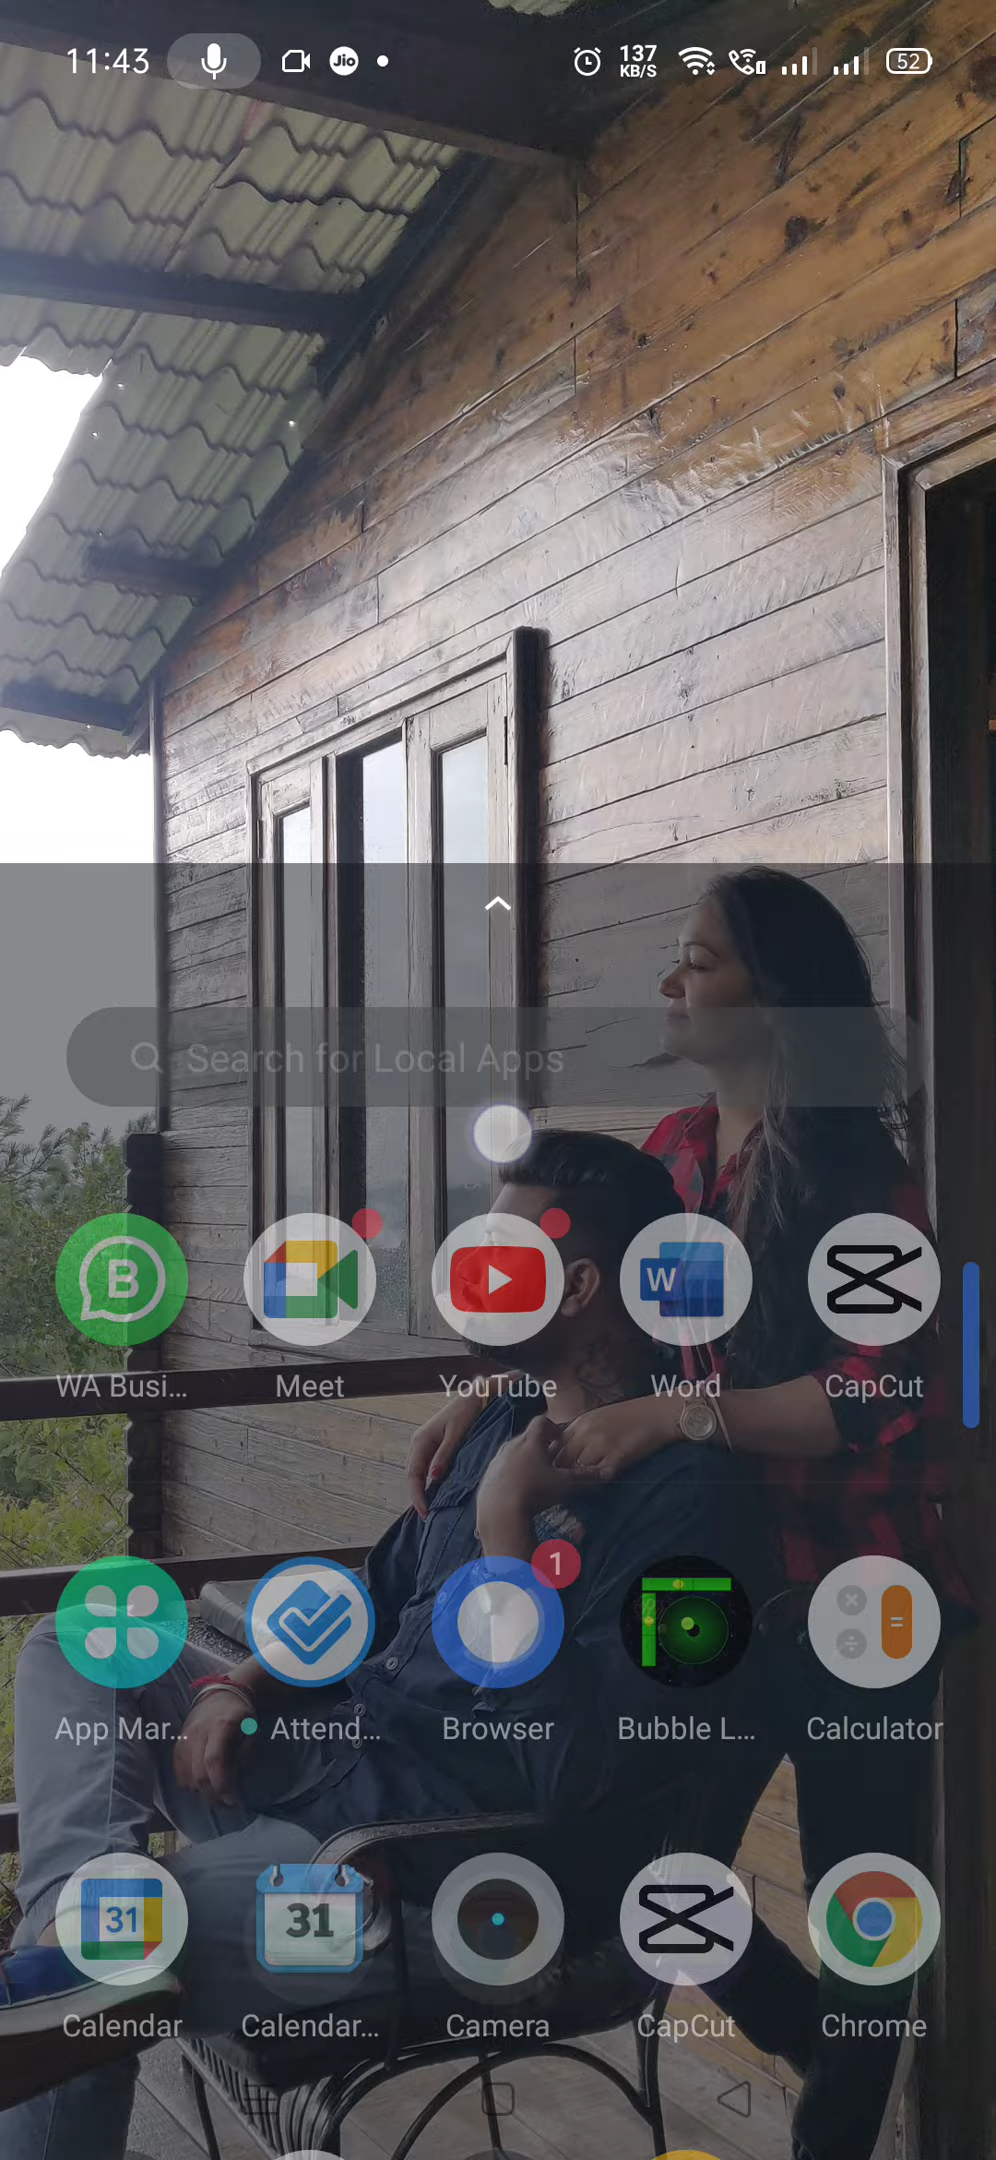 11:43 Jio 137 KB/S 52
Search for Local Apps
B W
WA Busi... Meet YouTube Word CapCut
1
App Mar... Attend... Browser Bubble L... Calculator
31 31
Calendar Calendar... Camera CapCut Chrome